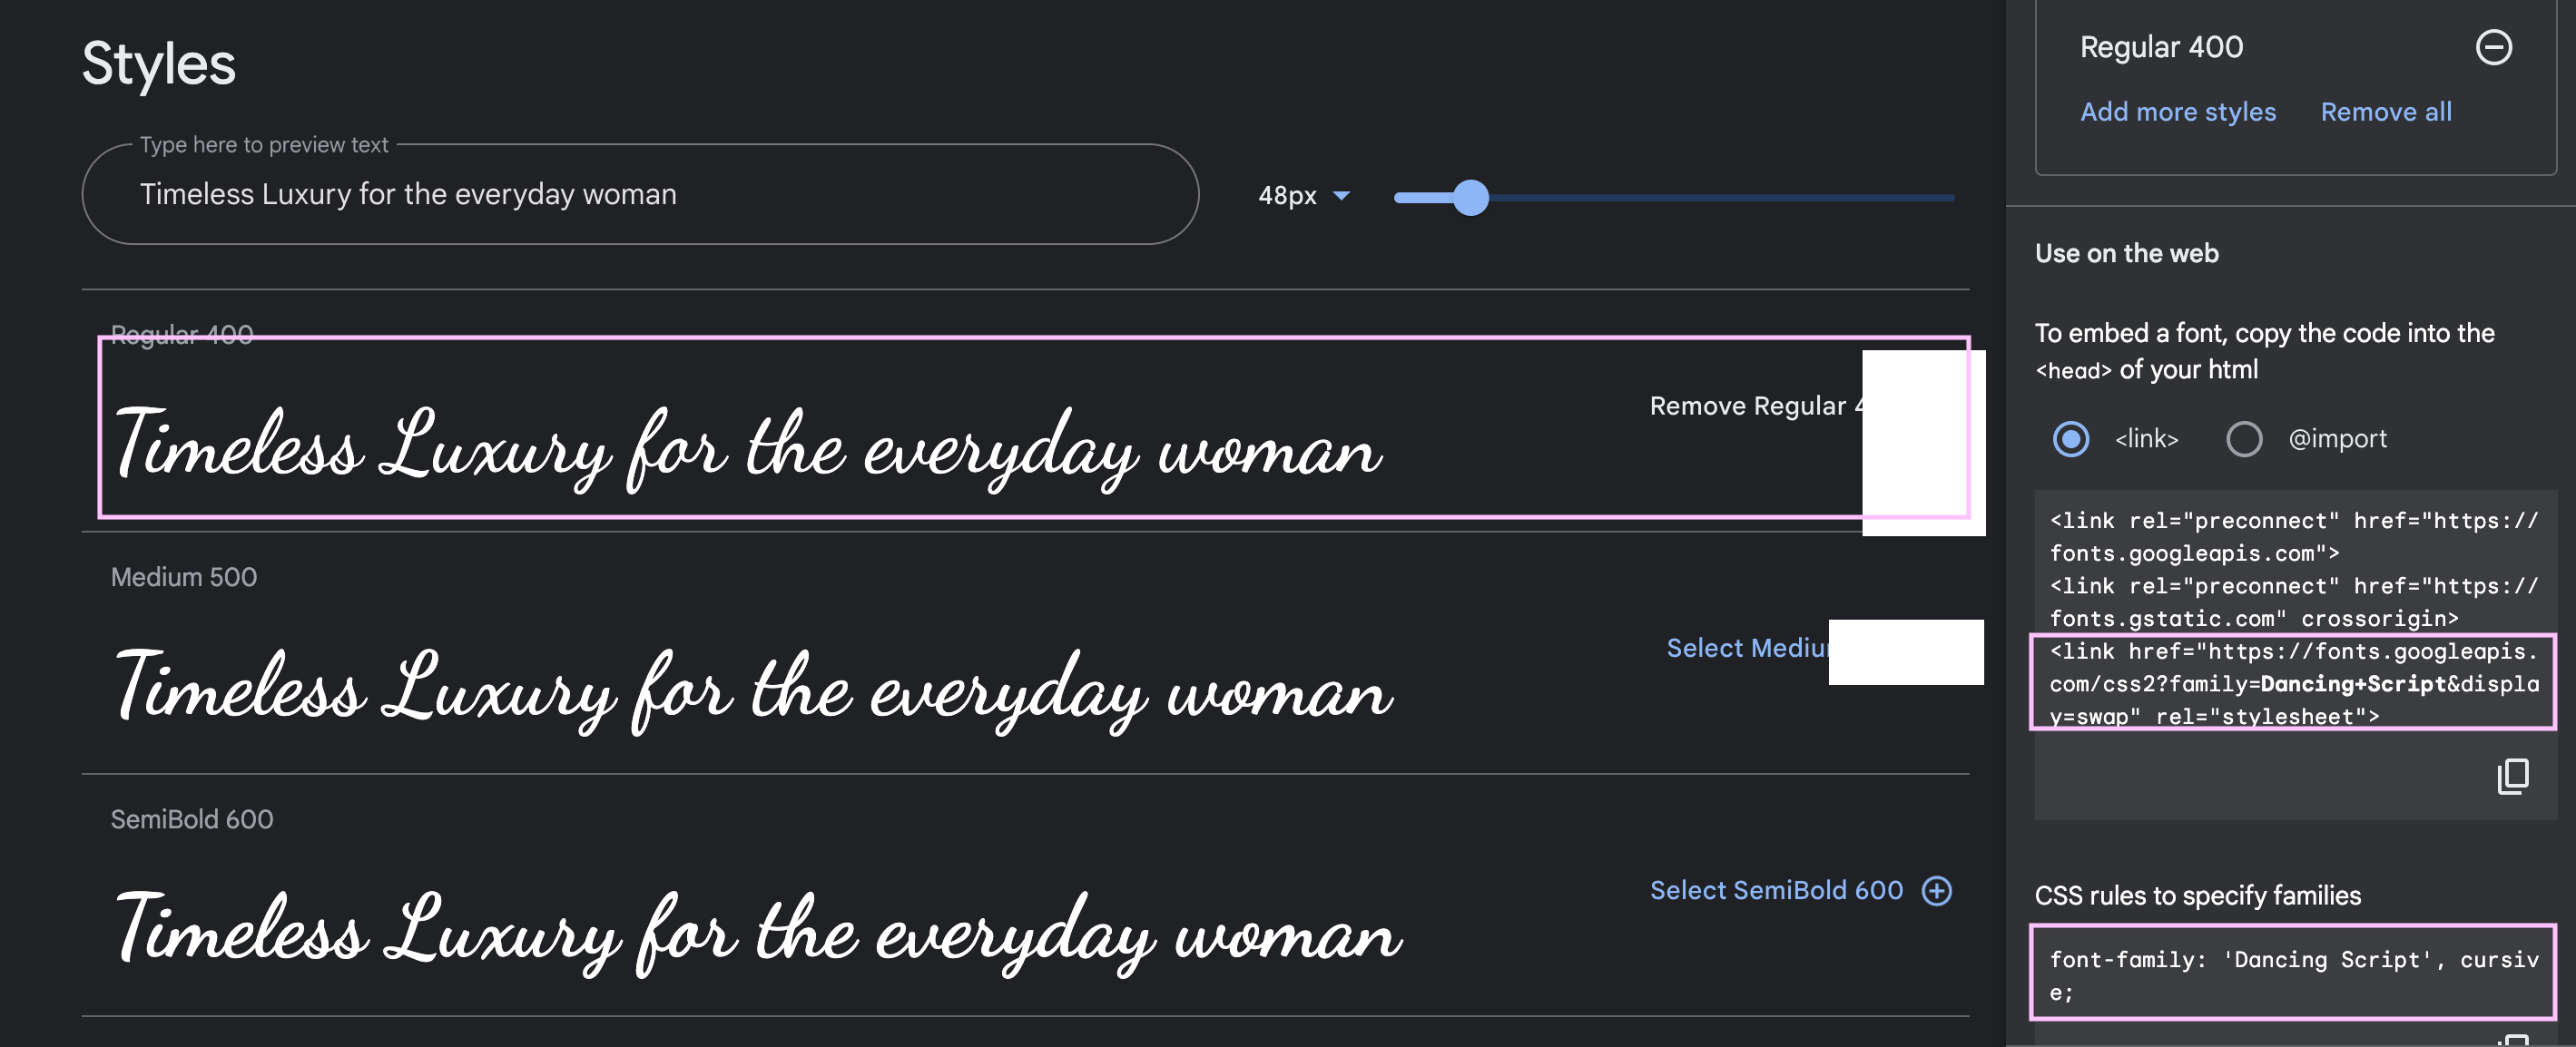 Styles
Type here to preview text
Timeless Luxury for the everyday woman
48px
Regular 400
Timeless Luxury for the everyday woman
Remove Regular
Medium 500
Timeless Luxury for the everyday woman
Select
SemiBold 600
Timeless Luxury for the everyday woman
Select SemiBold 600
Regular 400
Add more styles Remove all
Use on the web
To embed a font, copy the code into the
<head> of your html
<link> @import
<link rel="preconnect" href="https://
fonts.googleapis.com">
<link rel="preconnect" href="https://
fonts.gstatic.com" crossorigin>
<link href="https://fonts.googleapis.
com/css2?family=Dancing+Script&displa
y=swap" rel="stylesheet">
CSS rules to specify families
font-family: 'Dancing Script', cursiv
e;